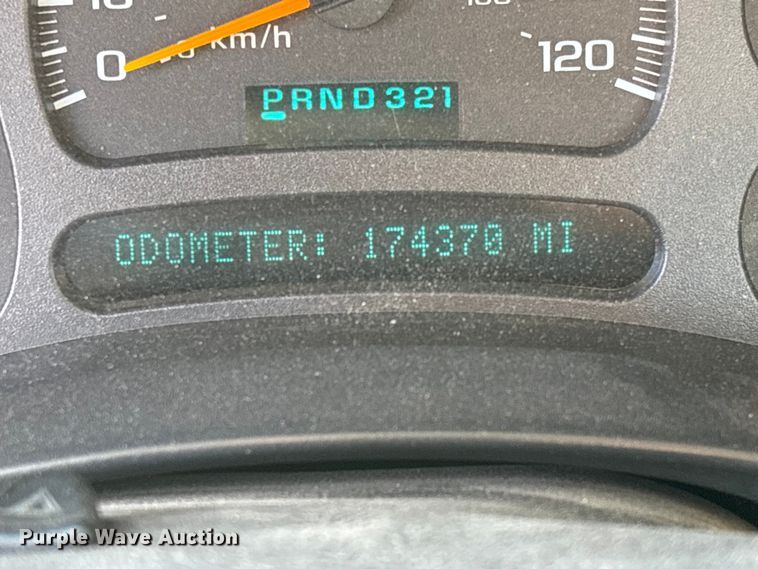 0 km/h 120
PRND321
ODOMETER: 174370 MI
Purple Wave Auction